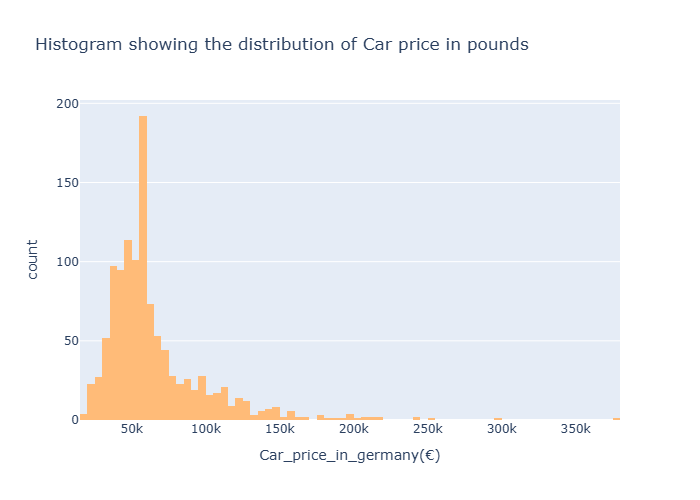 Histogram showing the distribution of Car price in pounds
200
150
100
50
0
count
50k 100k 150k 200k 250k 300k 350k
Car_price_in_germany(€)